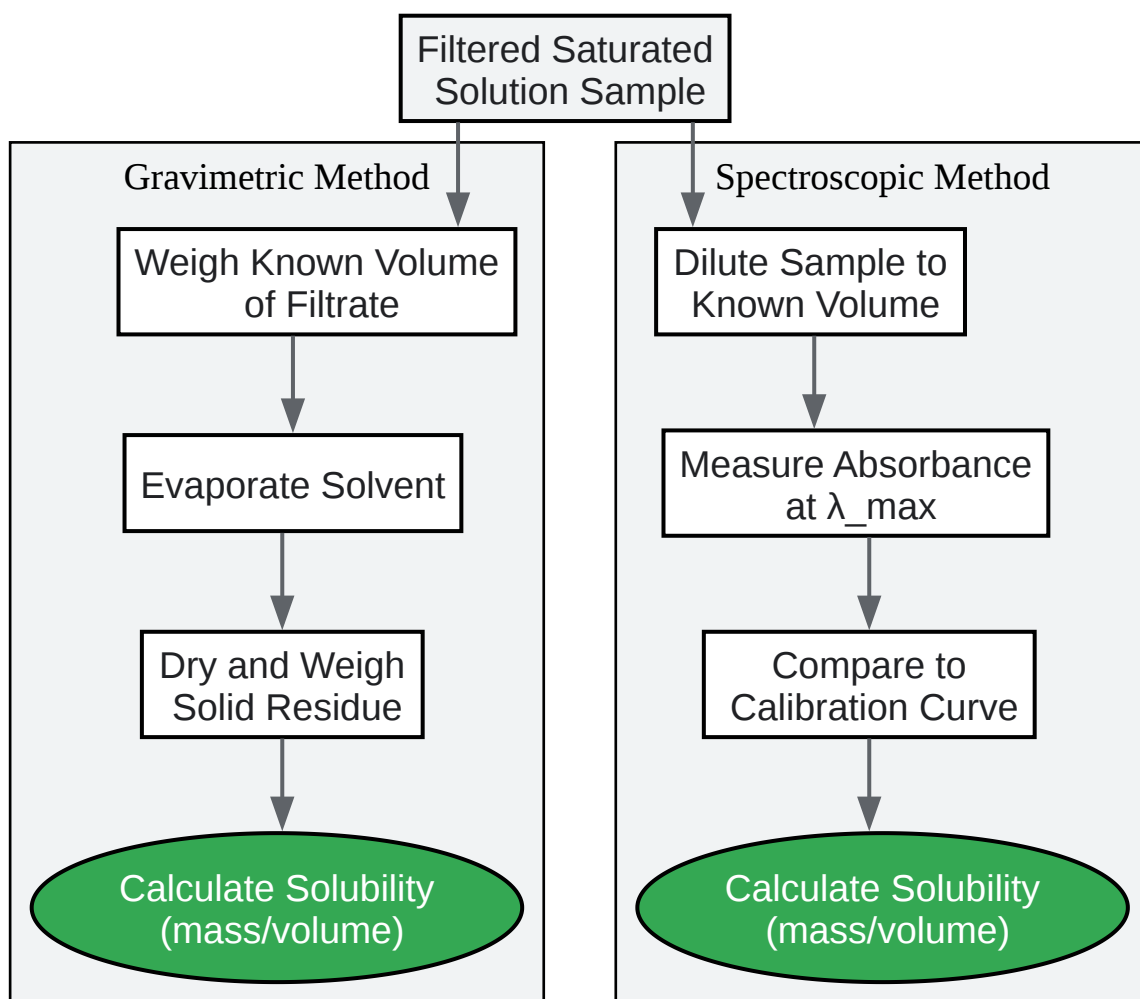 Filtered Saturated
Solution Sample
Gravimetric Method
Weigh Known Volume
of Filtrate
Evaporate Solvent
Dry and Weigh
Solid Residue
Calculate Solubility
(mass/volume)
Spectroscopic Method
Dilute Sample to
Known Volume
Measure Absorbance
at λ_max
Compare to
Calibration Curve
Calculate Solubility
(mass/volume)